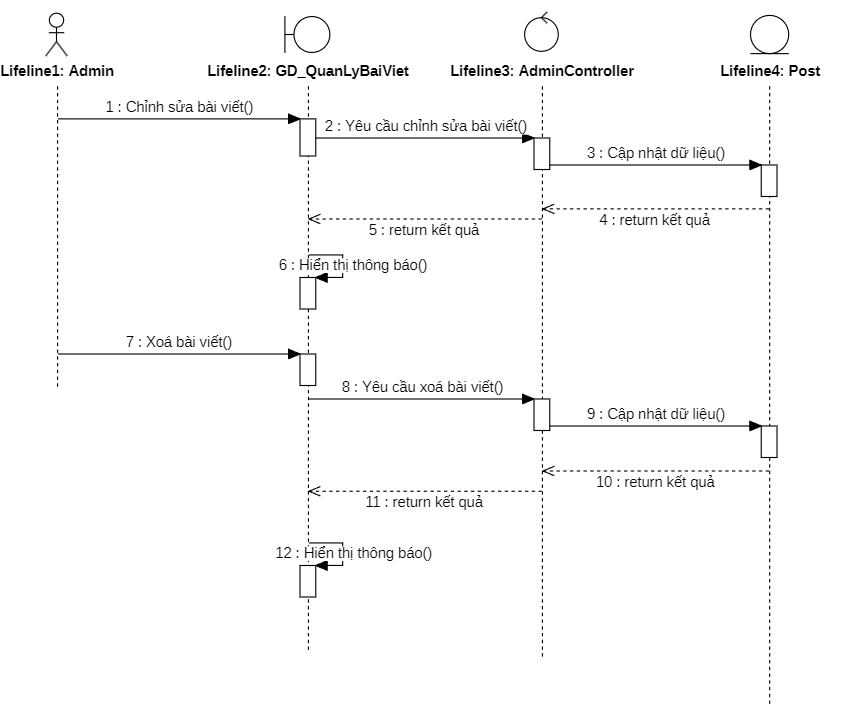 Lifeline1: Admin
Lifeline2: GD_QuanLyBaiViet
Lifeline3: AdminController
Lifeline4: Post
1 : Chỉnh sửa bài viết()
2 : Yêu cầu chỉnh sửa bài viết()
3 : Cập nhật dữ liệu()
4 : return kết quả
5 : return kết quả
6 : Hiển thị thông báo()
7 : Xoá bài viết()
8 : Yêu cầu xoá bài viết()
9 : Cập nhật dữ liệu()
10 : return kết quả
11 : return kết quả
12 : Hiển thị thông báo()